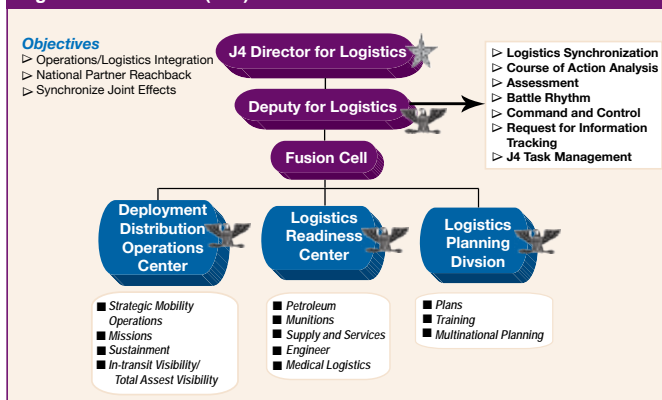 Objectives
▻ Operations/Logistics Integration
▻ National Partner Reachback
▻ Synchronize Joint Effects
J4 Director for Logistics
Deputy for Logistics
Fusion Cell
▻ Logistics Synchronization
▻ Course of Action Analysis
▻ Assessment
▻ Battle Rhythm
▻ Command and Control
▻ Request for Information
Tracking
▻ J4 Task Management
Deployment
Distribution
Operations
Center
Logistics
Readiness
Center
Logistics
Planning
Divsion
■ Strategic Mobility
Operations
■ Missions
■ Sustainment
■ In-transit Visibility/
Total Assest Visibility
■ Petroleum
■ Munitions
■ Supply and Services
■ Engineer
■ Medical Logistics
■ Plans
■ Training
■ Multinational Planning